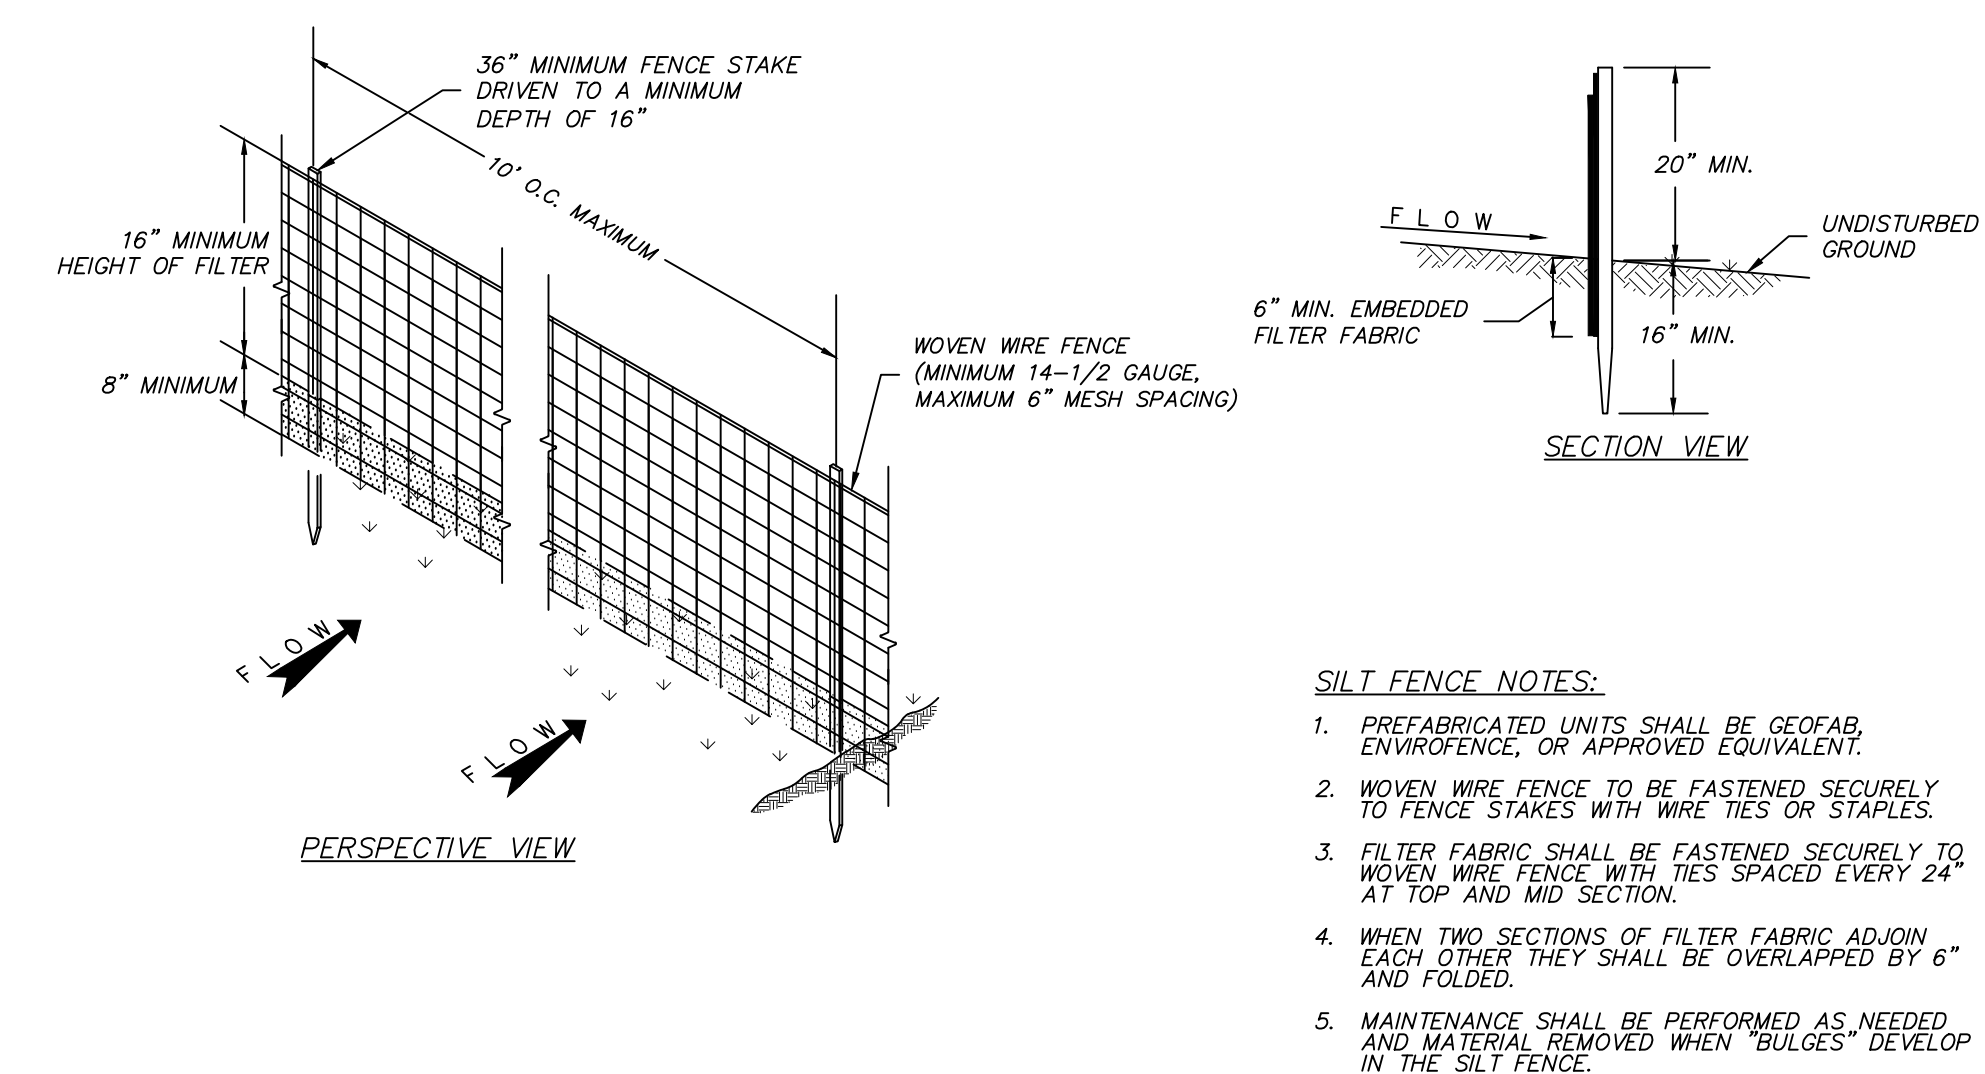 36” MINIMUM FENCE STAKE
DRIVEN TO A MINIMUM
DEPTH OF 16”
10' O.C. MAXIMUM
16” MINIMUM
HEIGHT OF FILTER
8” MINIMUM
WOVEN WIRE FENCE
(MINIMUM 14-1/2 GAUGE,
MAXIMUM 6” MESH SPACING)
FLOW
FLOW
PERSPECTIVE VIEW
20” MIN.
FLOW
UNDISTURBED
GROUND
6” MIN. EMBEDDED
FILTER FABRIC
16” MIN.
SECTION VIEW
SILT FENCE NOTES:
1. PREFABRICATED UNITS SHALL BE GEOFAB,
ENVIROFENCE, OR APPROVED EQUIVALENT.
2. WOVEN WIRE FENCE TO BE FASTENED SECURELY
TO FENCE STAKES WITH WIRE TIES OR STAPLES.
3. FILTER FABRIC SHALL BE FASTENED SECURELY TO
WOVEN WIRE FENCE WITH TIES SPACED EVERY 24”
AT TOP AND MID SECTION.
4. WHEN TWO SECTIONS OF FILTER FABRIC ADJOIN
EACH OTHER THEY SHALL BE OVERLAPPED BY 6”
AND FOLDED.
5. MAINTENANCE SHALL BE PERFORMED AS NEEDED
AND MATERIAL REMOVED WHEN ”BULGES” DEVELOP
IN THE SILT FENCE.